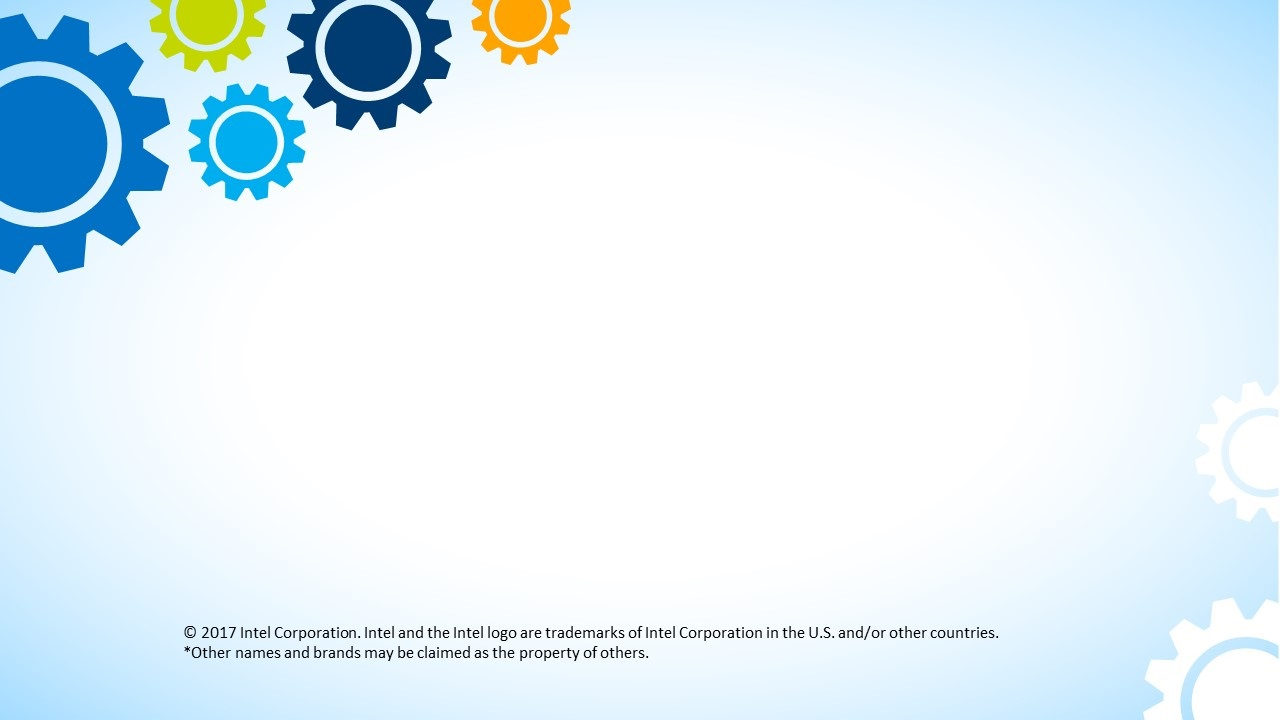 © 2017 Intel Corporation. Intel and the Intel logo are trademarks of Intel Corporation in the U.S. and/or other countries.
*Other names and brands may be claimed as the property of others.